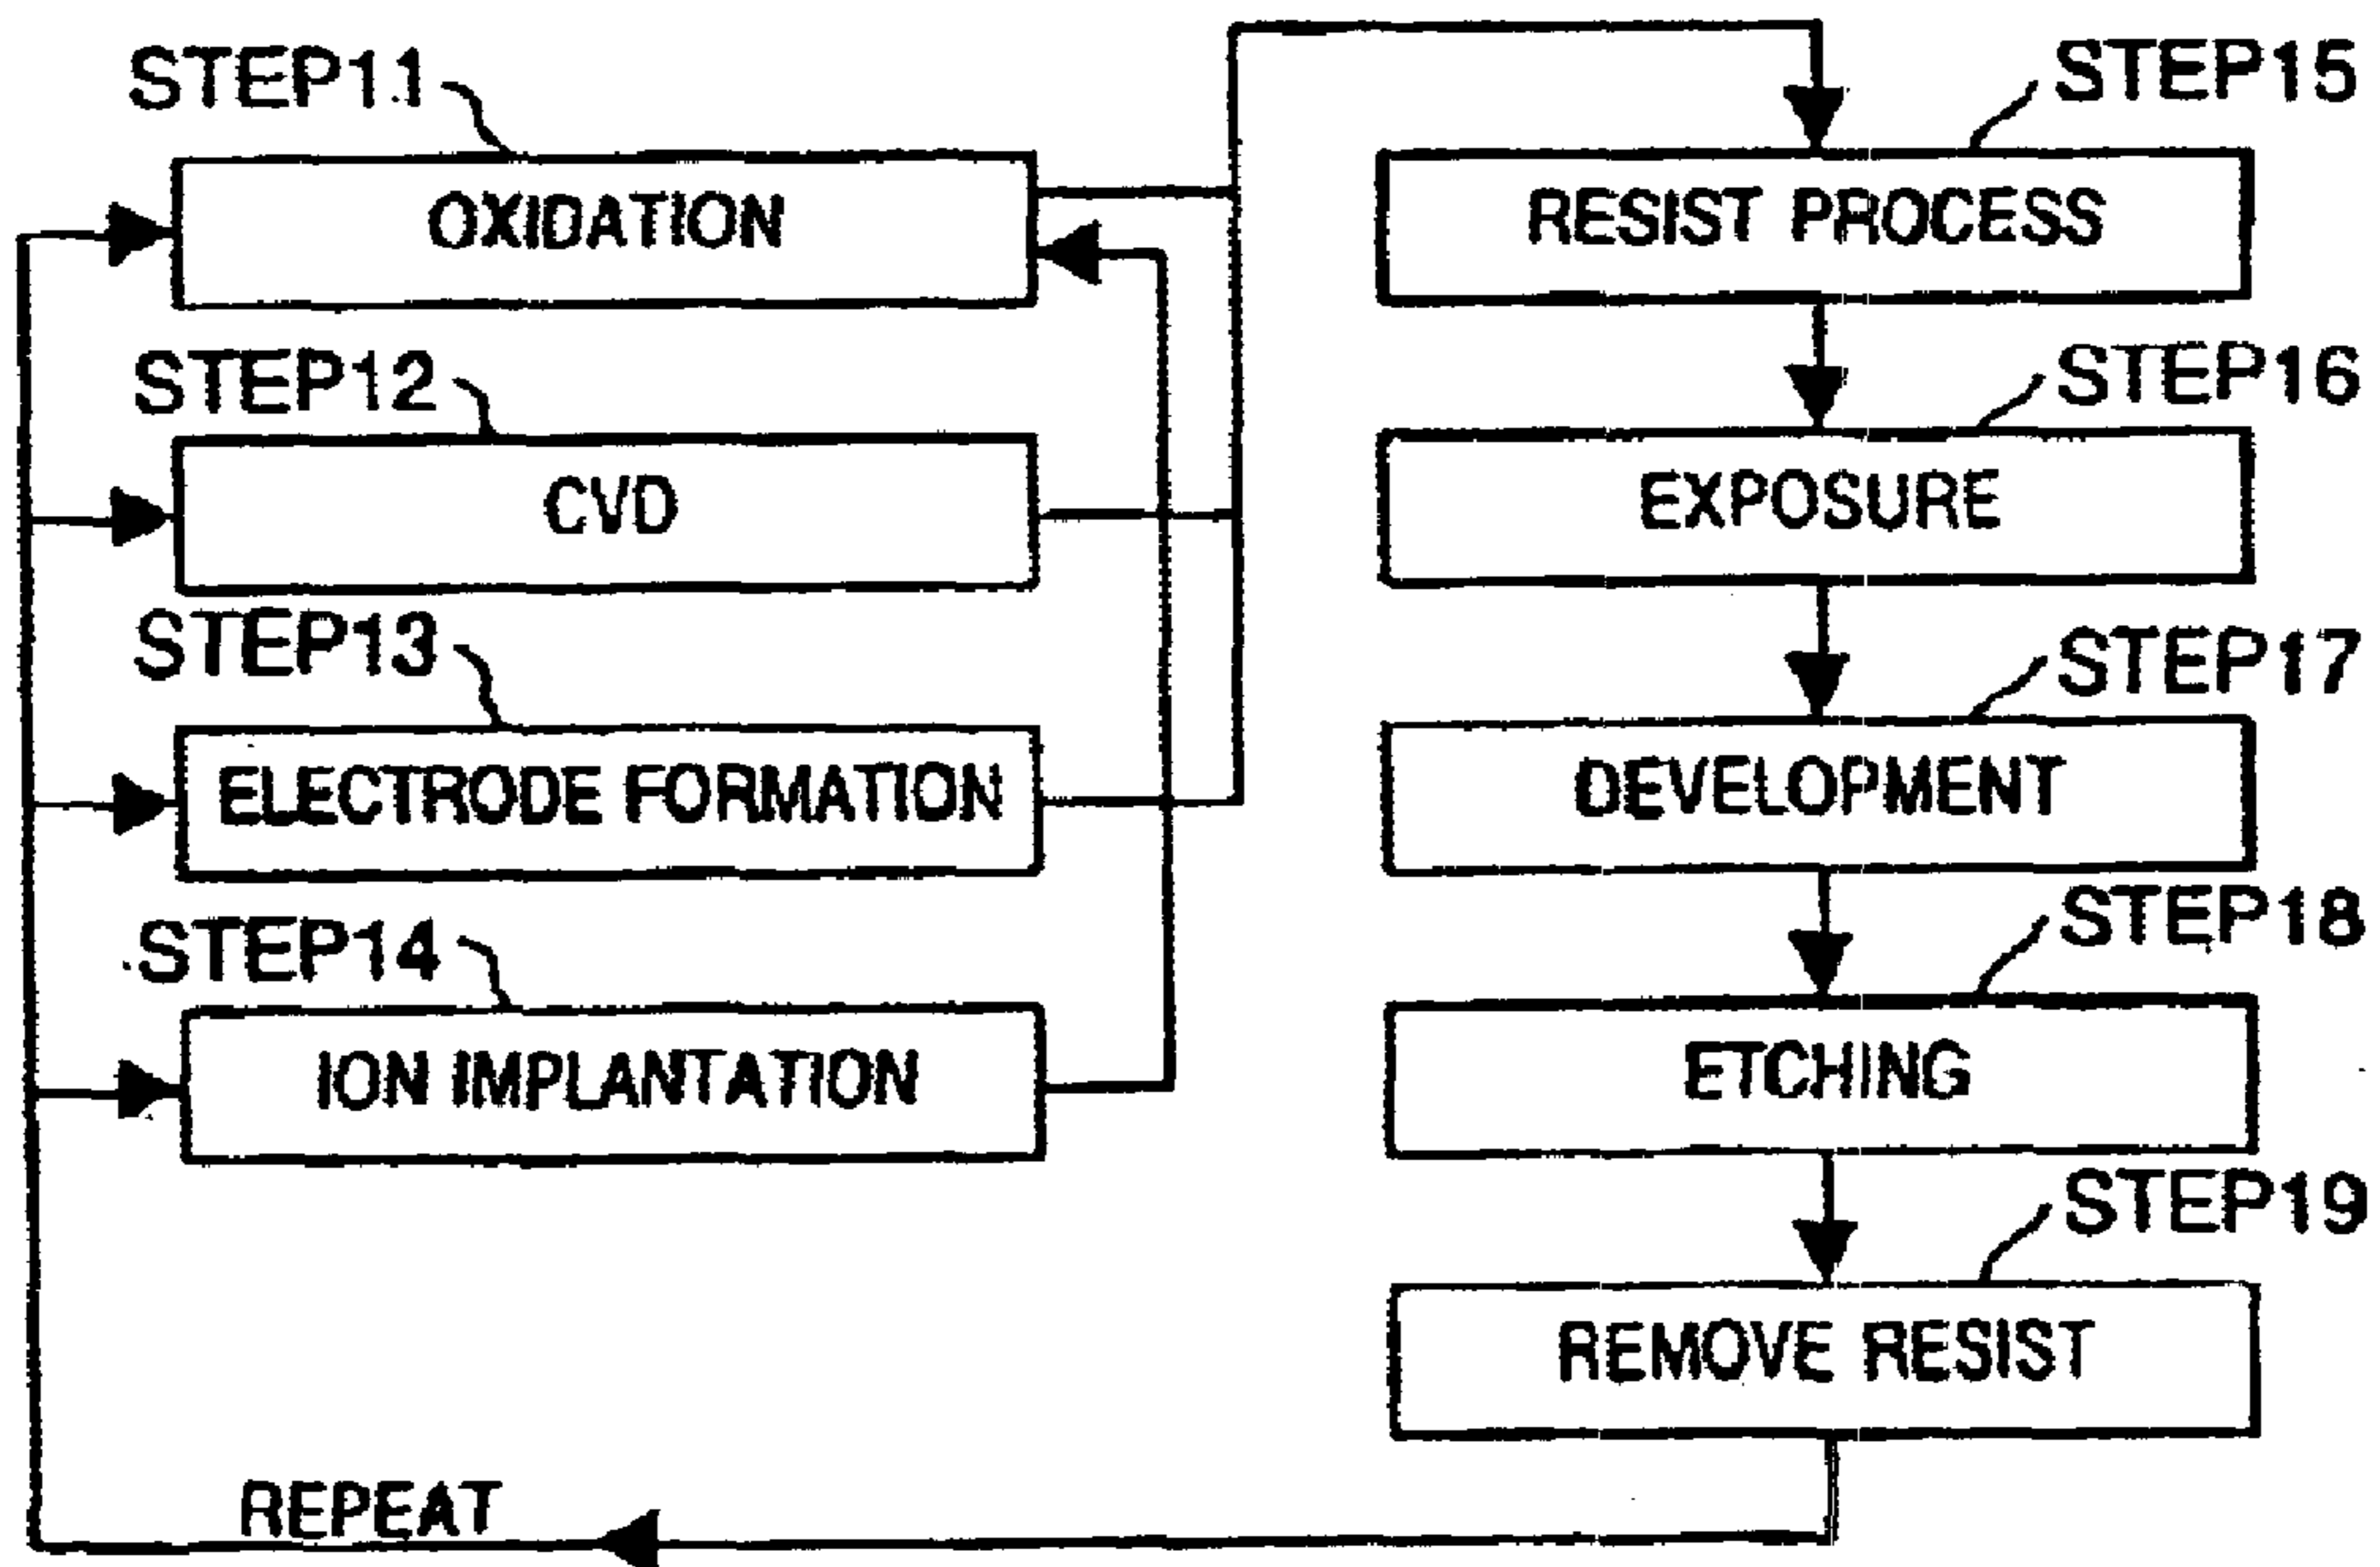 STEP11
OXIDATION
STEP12
CVD
STEP13
ELECTRODE FORMATION
STEP14
ION IMPLANTATION
STEP15
RESIST PROCESS
STEP16
EXPOSURE
STEP17
DEVELOPMENT
STEP18
ETCHING
STEP19
REMOVE RESIST
REPEAT